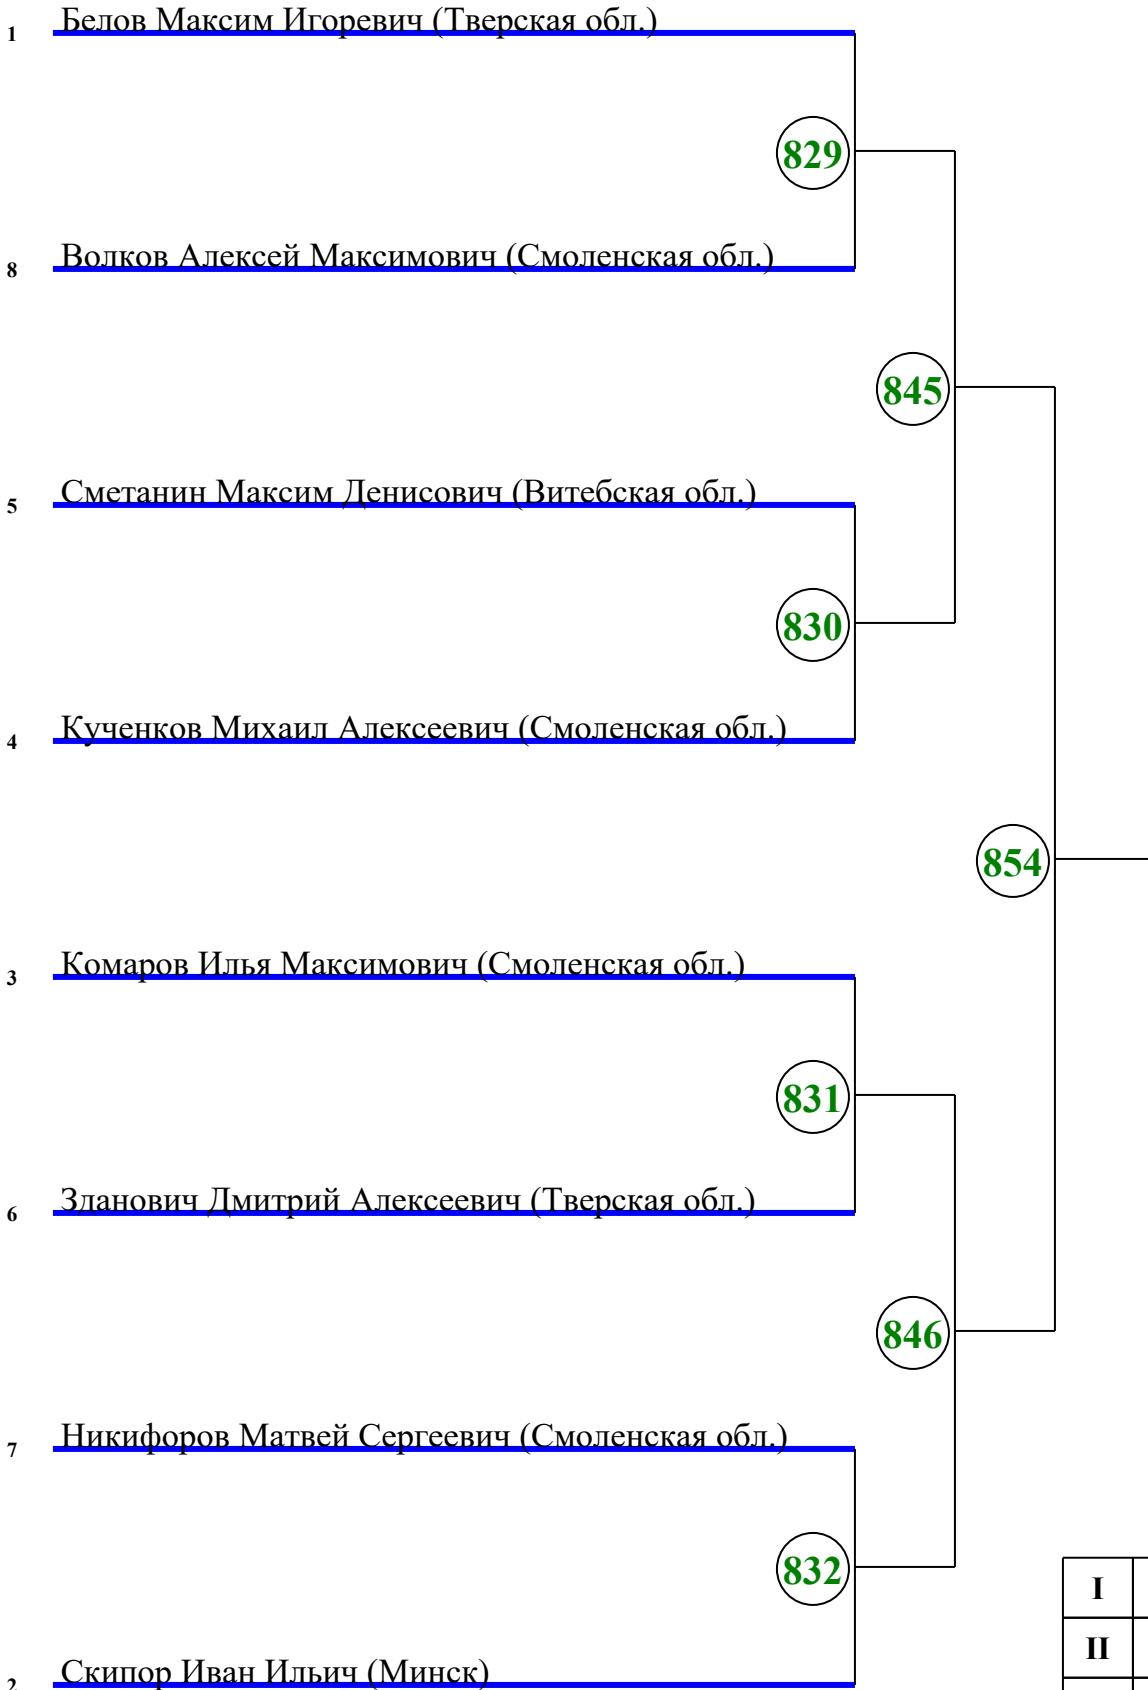 1 Белов Максим Игоревич (Тверская обл.)
829
8 Волков Алексей Максимович (Смоленская обл.)
845
5 Сметанин Максим Денисович (Витебская обл.)
830
4 Кученков Михаил Алексеевич (Смоленская обл.)
854
3 Комаров Илья Максимович (Смоленская обл.)
831
6 Зданович Дмитрий Алексеевич (Тверская обл.)
846
7 Никифоров Матвей Сергеевич (Смоленская обл.)
832
I
II
2 Скипор Иван Ильич (Минск)